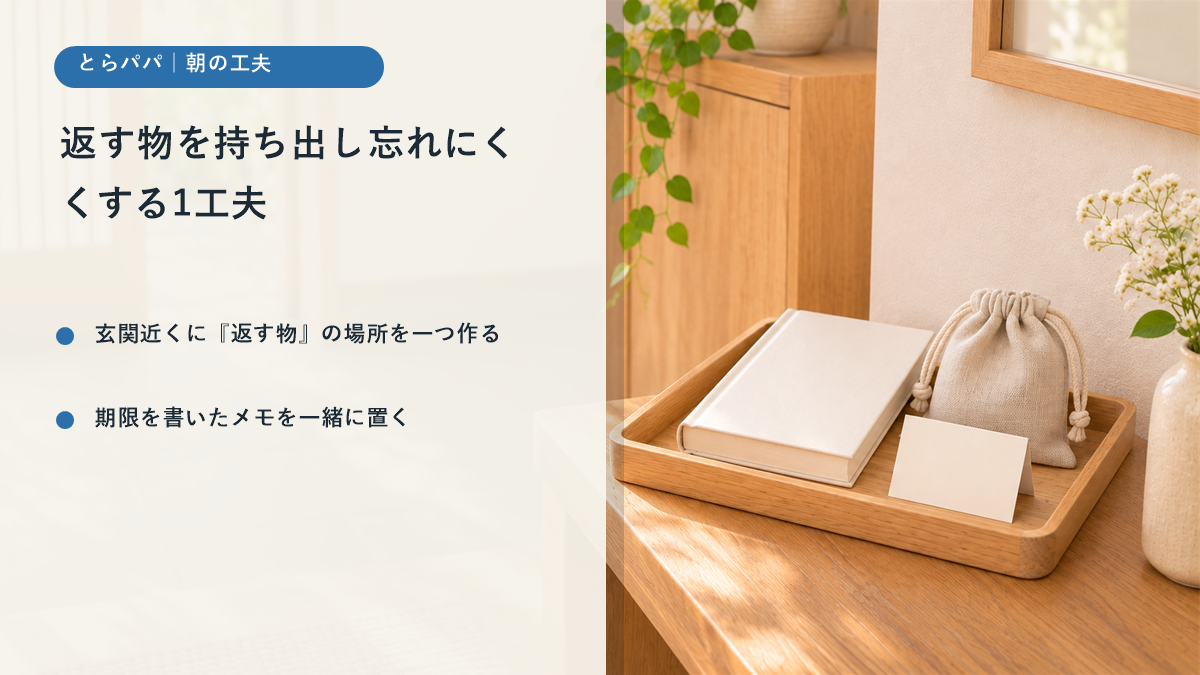 とらパパ｜朝の工夫
返す物を持ち出し忘れにく
くする1工夫
玄関近くに『返す物』の場所を一つ作る
期限を書いたメモを一緒に置く